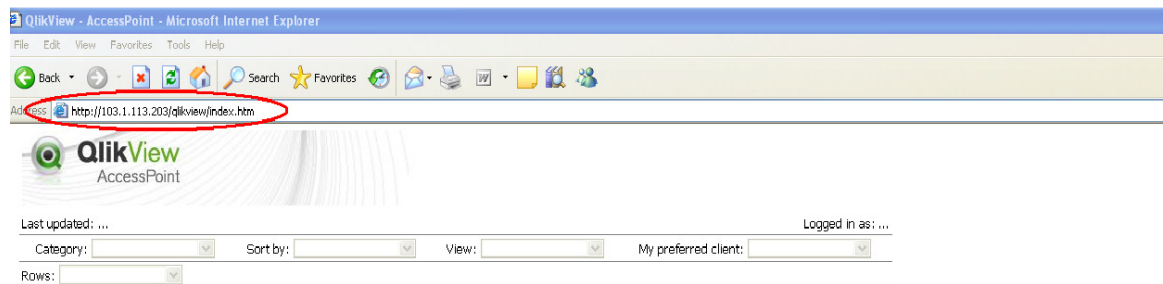 QlikView - AccessPoint - Microsoft Internet Explorer
File Edit View Favorites Tools Help
Back Search Favorites
Address http://103.1.113.203/qlikview/index.htm
QlikView
AccessPoint
Last updated: ... Logged in as: ...
Category: Sort by: View: My preferred client:
Rows: